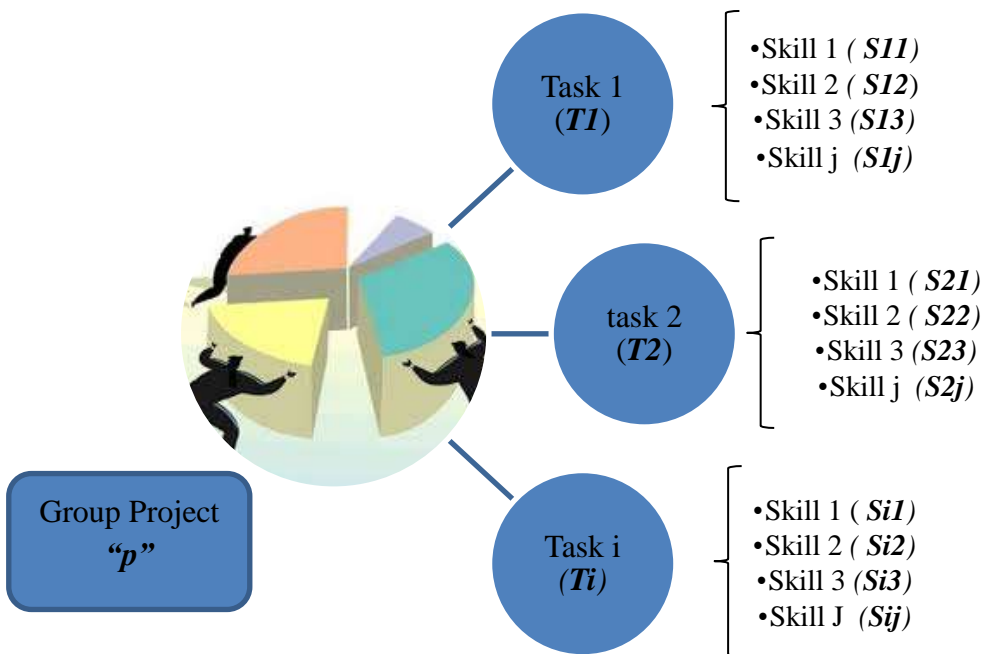 Task 1
(T1)
•Skill 1 ( S11)
•Skill 2 ( S12)
•Skill 3 (S13)
•Skill j (S1j)
task 2
(T2)
•Skill 1 ( S21)
•Skill 2 ( S22)
•Skill 3 (S23)
•Skill j (S2j)
Group Project
“p”
Task i
(Ti)
•Skill 1 ( Si1)
•Skill 2 ( Si2)
•Skill 3 (Si3)
•Skill J (Sij)